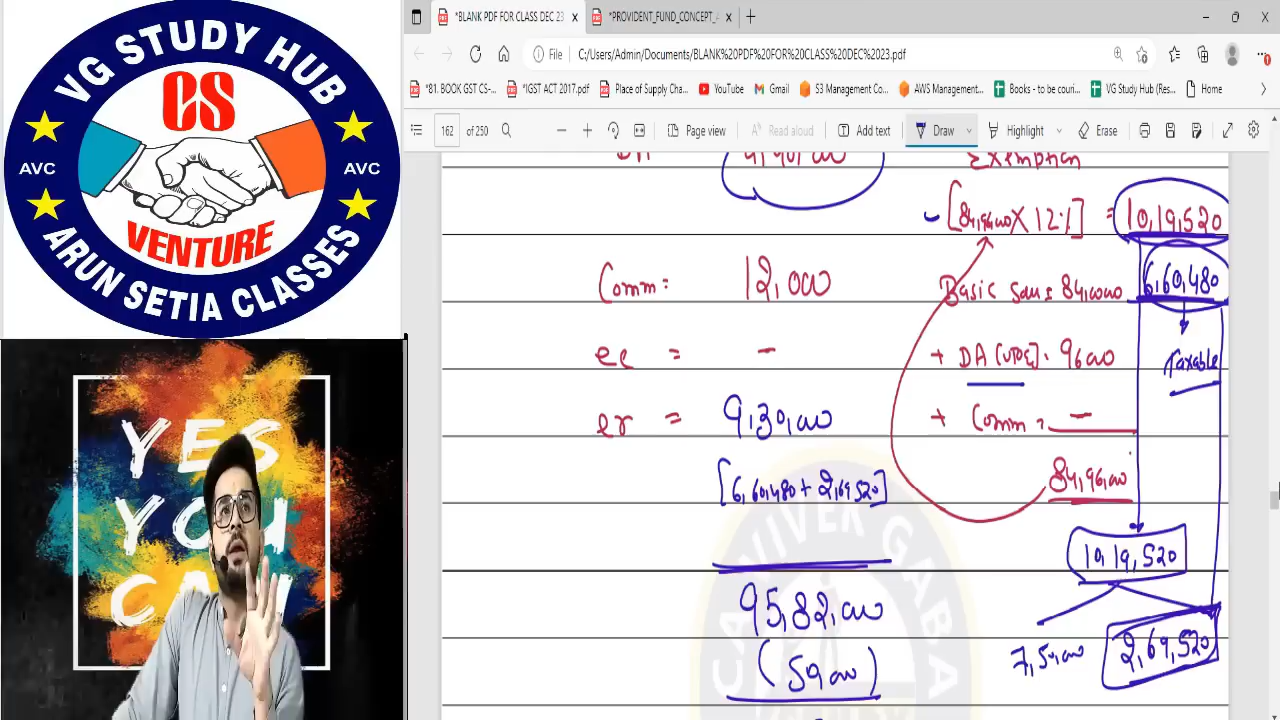 VG STUDY HUB
CS
AVC
AVC
VENTURE
ARUN SETIA CLASSES
YES
YOU
CAN
*BLANK PDF FOR CLASS DEC 23
*PROVIDENT_FUND_CONCEPT_
File
C:/Users/Admin/Documents/BLANK%20PDF%20FOR%20CLASS%20DEC%202023.pdf
*81. BOOK GST CS-...
*IGST ACT 2017.pdf
Place of Supply Cha...
YouTube
Gmail
S3 Management Co...
AWS Management...
Books - to be couri...
VG Study Hub (Res...
Home
162 of 250
Page view
Read aloud
Add text
Draw
Highlight
Erase
Exemption
[84,96,000 X 12%] = 10,19,520
6,60,480
Taxable
Comm: 12,000
ee = -
er = 9,30,000
[6,60,480 + 2,69,520]
95,82,000
Basic
84,00,000
+ DA
96,000
+ Comm = -
84,96,000
10,19,520
7,50,000
2,69,520